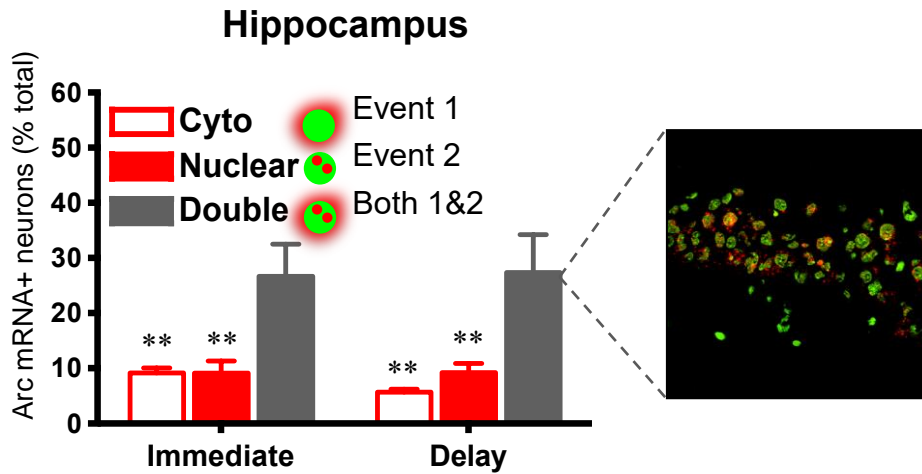 Hippocampus
Arc mRNA+ neurons (% total)
60
50
40
30
20
10
0
Cyto Event 1
Nuclear Event 2
Double Both 1&2
** ** ** **
Immediate Delay